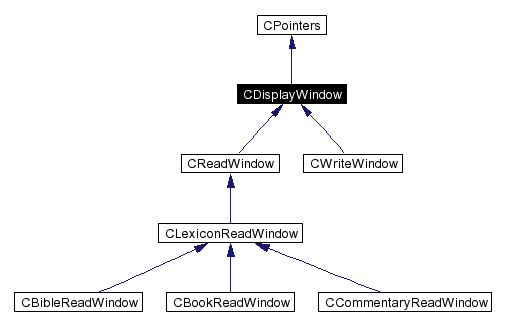 CPointers
CDisplayWindow
CReadWindow
CWriteWindow
CLexiconReadWindow
CBibleReadWindow
CBookReadWindow
CCommentaryReadWindow